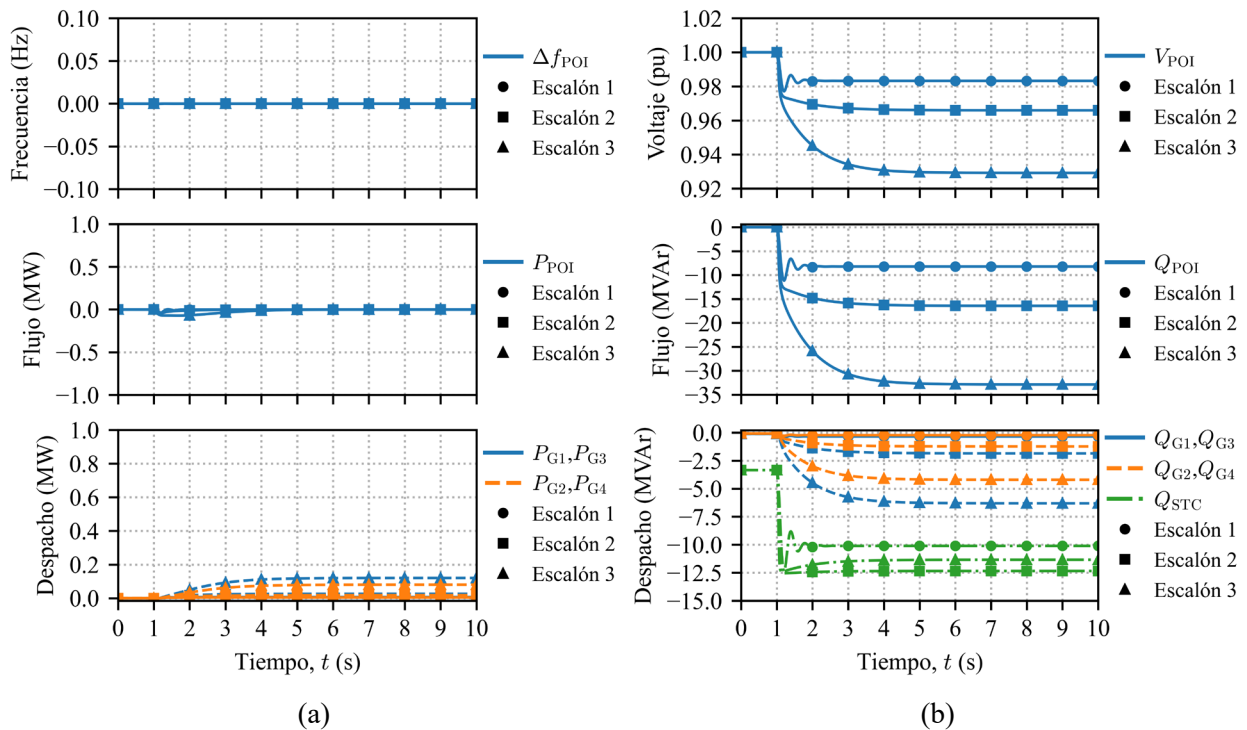 0.10
0.05
0.00
−0.05
−0.10
Frecuencia (Hz)
Δf_POI
Escalón 1
Escalón 2
Escalón 3
1.0
0.5
0.0
−0.5
−1.0
Flujo (MW)
P_POI
Escalón 1
Escalón 2
Escalón 3
1.0
0.8
0.6
0.4
0.2
0.0
Despacho (MW)
P_G1,P_G3
P_G2,P_G4
Escalón 1
Escalón 2
Escalón 3
0 1 2 3 4 5 6 7 8 9 10
Tiempo, t (s)
(a)
1.02
1.00
0.98
0.96
0.94
0.92
Voltaje (pu)
V_POI
Escalón 1
Escalón 2
Escalón 3
0
−5
−10
−15
−20
−25
−30
−35
Flujo (MVAr)
Q_POI
Escalón 1
Escalón 2
Escalón 3
0.0
−2.5
−5.0
−7.5
−10.0
−12.5
−15.0
Despacho (MVAr)
Q_G1,Q_G3
Q_G2,Q_G4
Q_STC
Escalón 1
Escalón 2
Escalón 3
0 1 2 3 4 5 6 7 8 9 10
Tiempo, t (s)
(b)